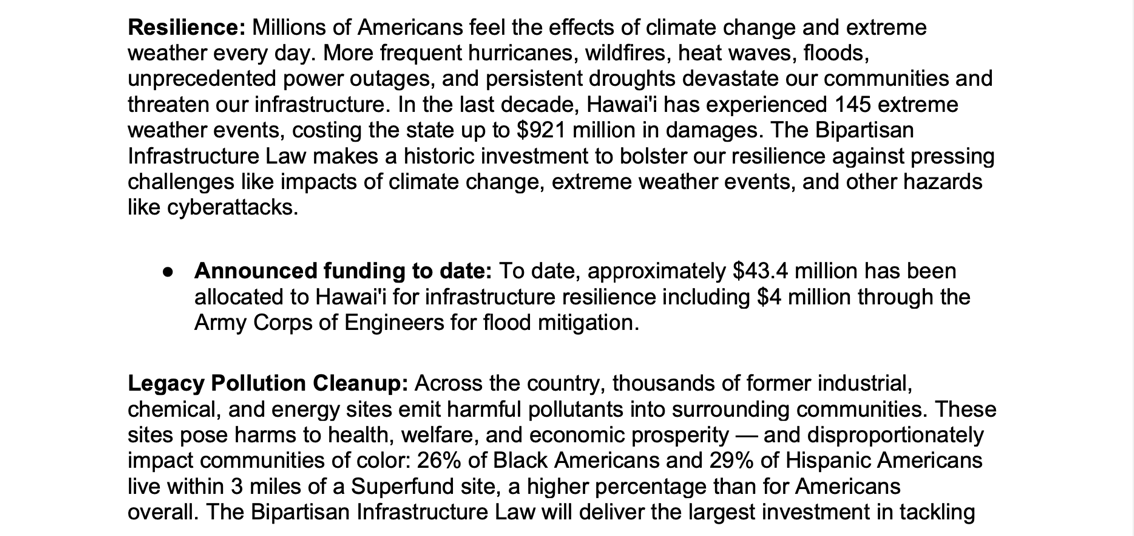 Resilience: Millions of Americans feel the effects of climate change and extreme
weather every day. More frequent hurricanes, wildfires, heat waves, floods,
unprecedented power outages, and persistent droughts devastate our communities and
threaten our infrastructure. In the last decade, Hawai'i has experienced 145 extreme
weather events, costing the state up to $921 million in damages. The Bipartisan
Infrastructure Law makes a historic investment to bolster our resilience against pressing
challenges like impacts of climate change, extreme weather events, and other hazards
like cyberattacks.
● Announced funding to date: To date, approximately $43.4 million has been
allocated to Hawai'i for infrastructure resilience including $4 million through the
Army Corps of Engineers for flood mitigation.
Legacy Pollution Cleanup: Across the country, thousands of former industrial,
chemical, and energy sites emit harmful pollutants into surrounding communities. These
sites pose harms to health, welfare, and economic prosperity — and disproportionately
impact communities of color: 26% of Black Americans and 29% of Hispanic Americans
live within 3 miles of a Superfund site, a higher percentage than for Americans
overall. The Bipartisan Infrastructure Law will deliver the largest investment in tackling